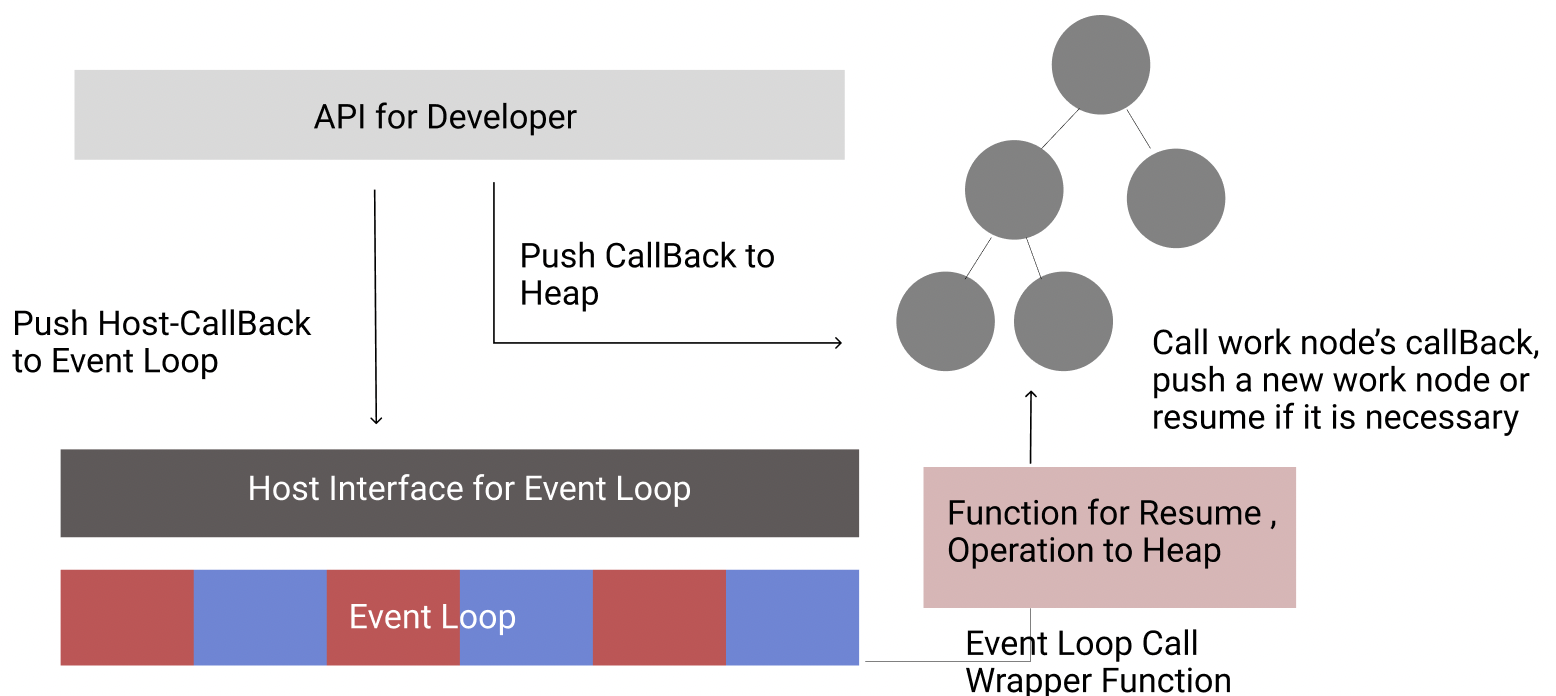 API for Developer
Push CallBack to
Heap
Push Host-CallBack
to Event Loop
Call work node’s callBack,
push a new work node or
resume if it is necessary
Host Interface for Event Loop
Function for Resume ,
Operation to Heap
Event Loop
Event Loop Call
Wrapper Function